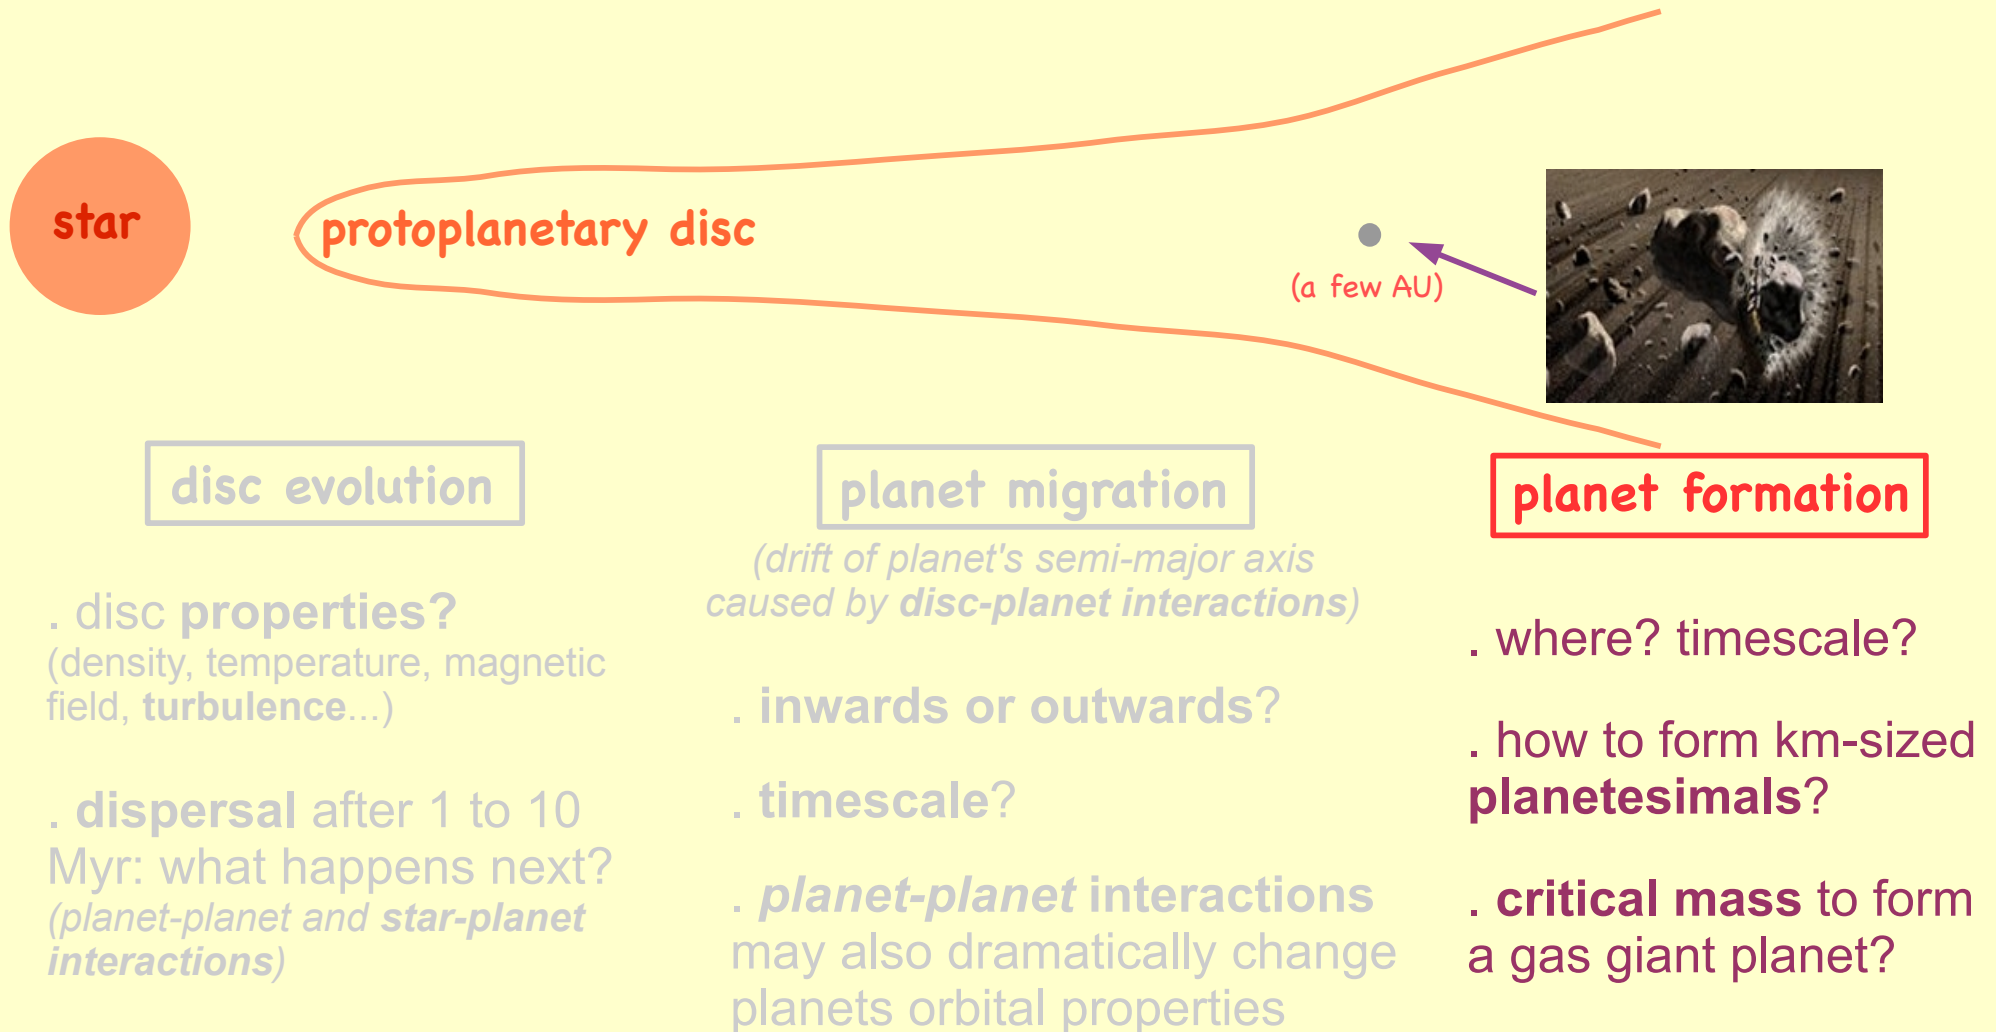 star
protoplanetary disc
(a few AU)
disc evolution
. disc properties?
(density, temperature, magnetic
field, turbulence...)
. dispersal after 1 to 10
Myr: what happens next?
(planet-planet and star-planet
interactions)
planet migration
(drift of planet's semi-major axis
caused by disc-planet interactions)
. inwards or outwards?
. timescale?
. planet-planet interactions
may also dramatically change
planets orbital properties
planet formation
. where? timescale?
. how to form km-sized
planetesimals?
. critical mass to form
a gas giant planet?